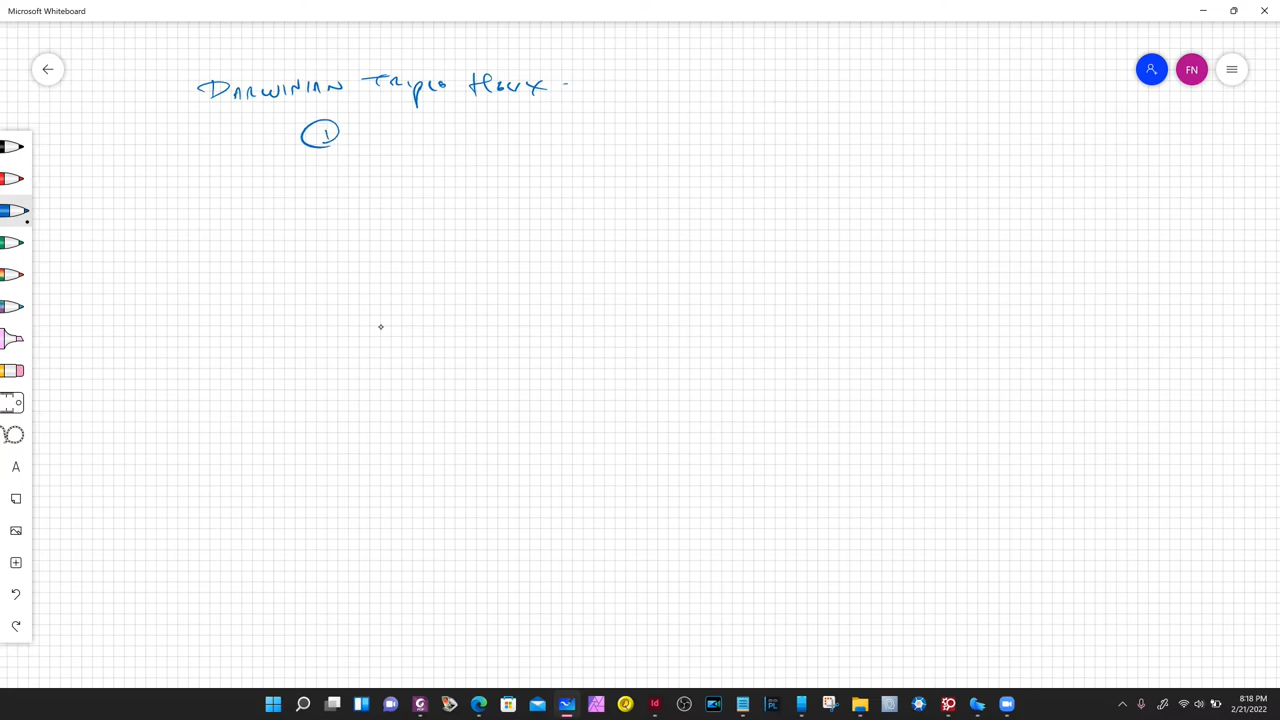 Microsoft Whiteboard
FN
DARWINIAN Triple Helix -
1
A
8:18 PM
2/21/2022